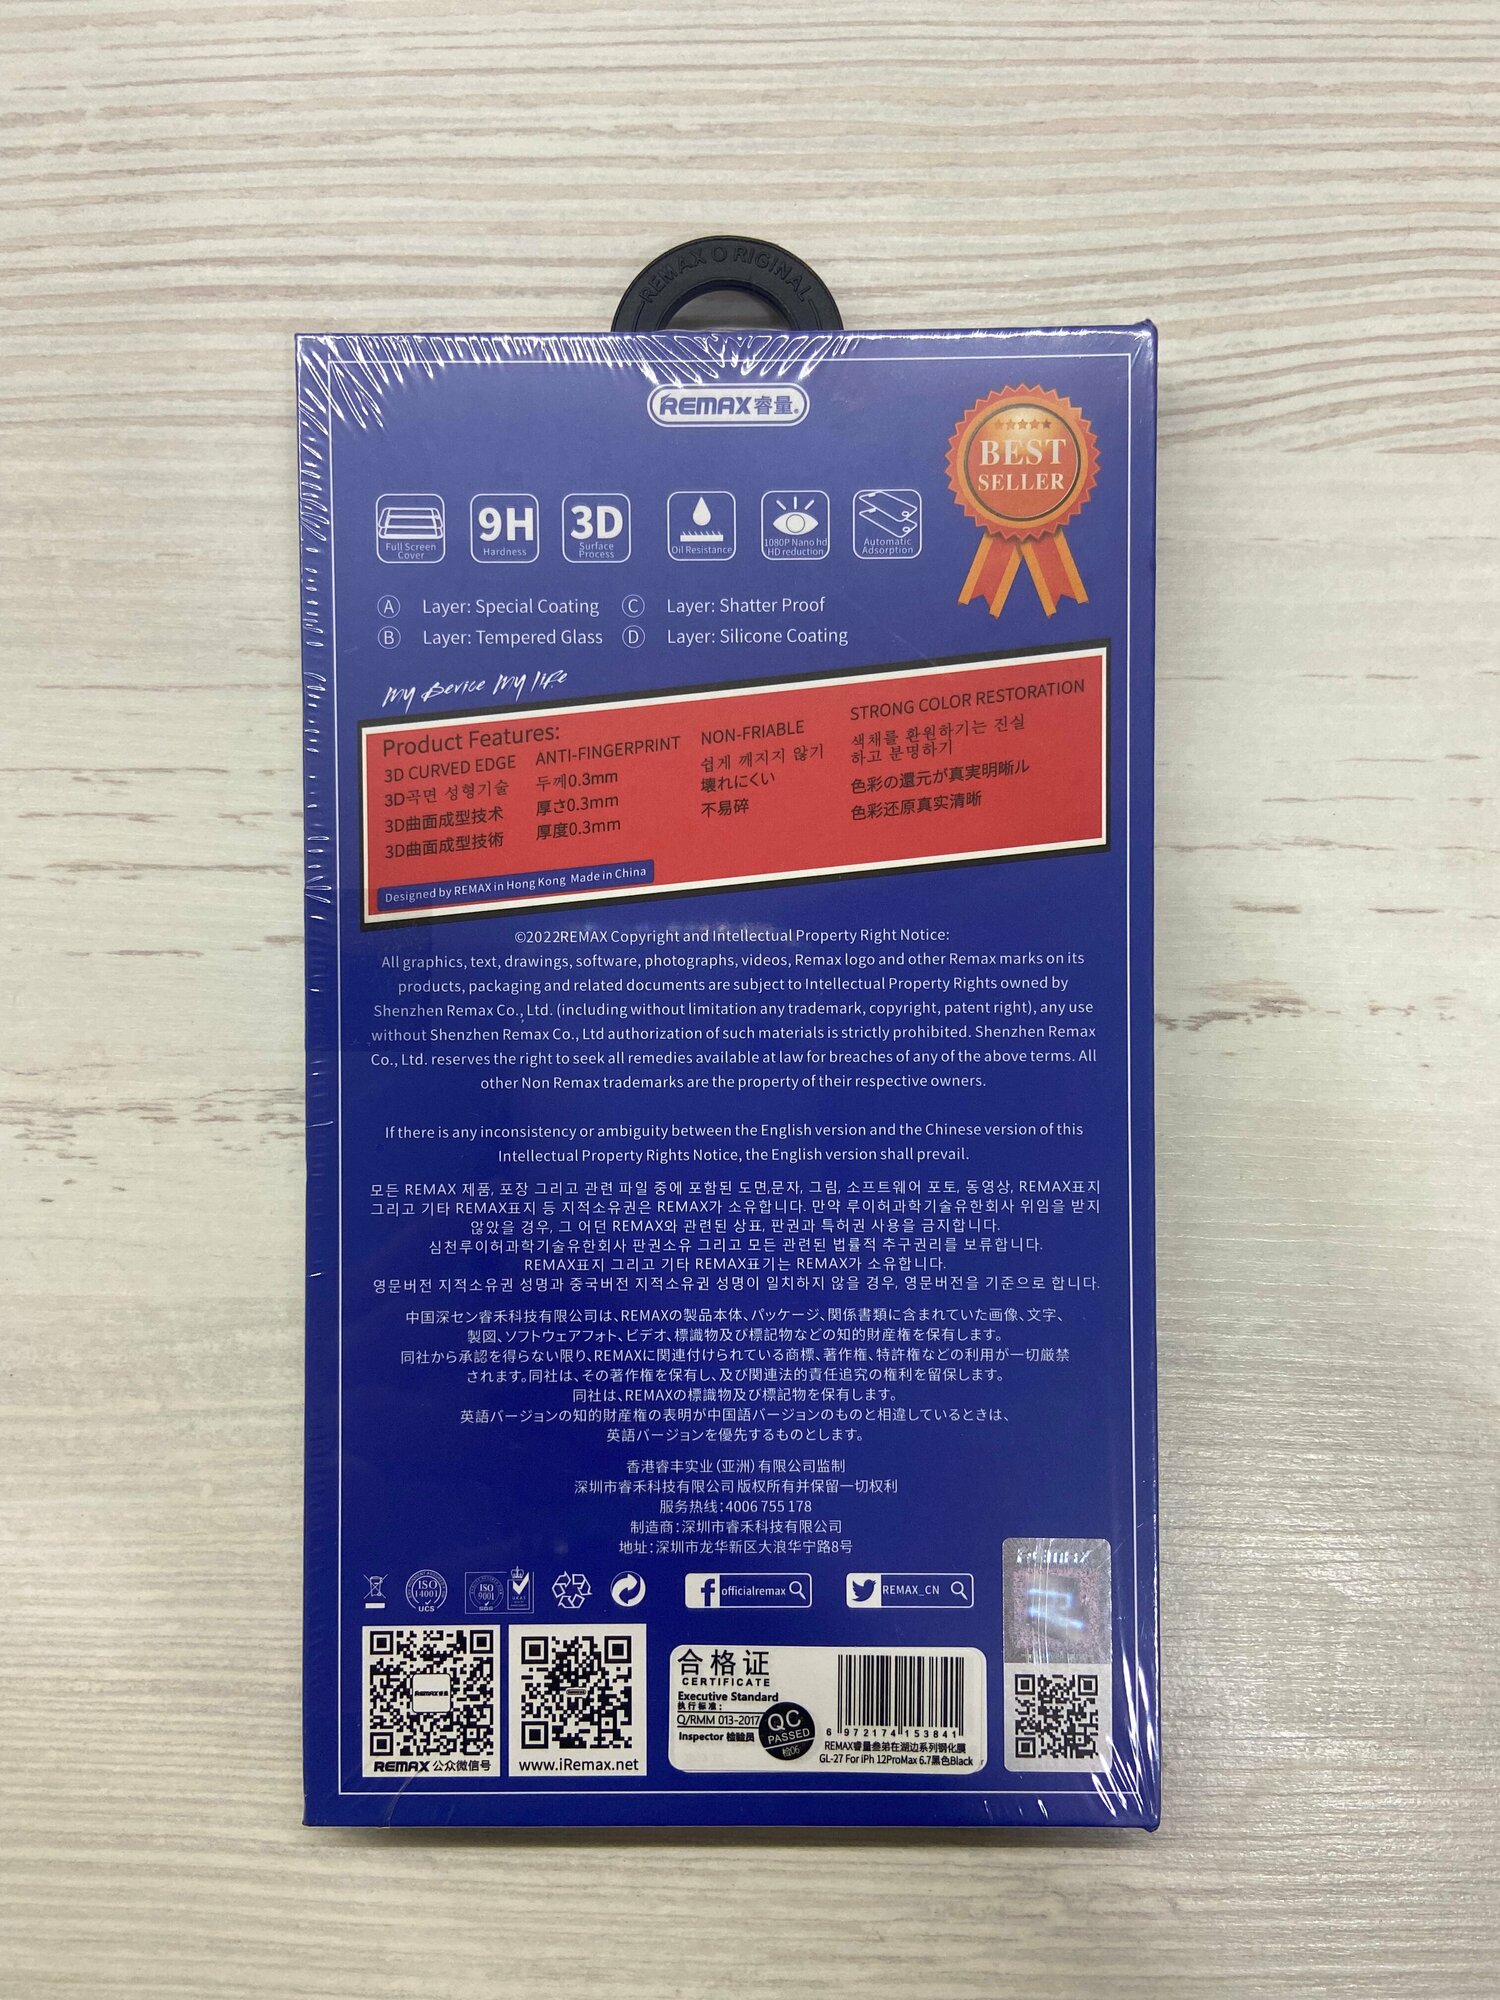 REMAX ORIGINAL
REMAX睿量®
BEST
SELLER
Full Screen
Cover
9H
Hardness
3D
Surface
Process
Oil Resistance
1080P Nano hd
HD reduction
Automatic
Adsorption
A Layer: Special Coating
C Layer: Shatter Proof
B Layer: Tempered Glass
D Layer: Silicone Coating
My Device My life
Product Features:
3D CURVED EDGE
3D곡면 성형기술
3D曲面成型技术
3D曲面成型技術
ANTI-FINGERPRINT
두께0.3mm
厚さ0.3mm
厚度0.3mm
NON-FRIABLE
쉽게 깨지지 않기
壊れにくい
不易碎
STRONG COLOR RESTORATION
색채를 환원하기는 진실
하고 분명하기
色彩の還元が真実明晰ル
色彩还原真实清晰
Designed by REMAX in Hong Kong Made in China
©2022REMAX Copyright and Intellectual Property Right Notice:
All graphics, text, drawings, software, photographs, videos, Remax logo and other Remax marks on its
products, packaging and related documents are subject to Intellectual Property Rights owned by
Shenzhen Remax Co., Ltd. (including without limitation any trademark, copyright, patent right), any use
without Shenzhen Remax Co., Ltd authorization of such materials is strictly prohibited. Shenzhen Remax
Co., Ltd. reserves the right to seek all remedies available at law for breaches of any of the above terms. All
other Non Remax trademarks are the property of their respective owners.
If there is any inconsistency or ambiguity between the English version and the Chinese version of this
Intellectual Property Rights Notice, the English version shall prevail.
모든 REMAX 제품, 포장 그리고 관련 파일 중에 포함된 도면,문자, 그림, 소프트웨어 포토, 동영상, REMAX표지
그리고 기타 REMAX표지 등 지적소유권은 REMAX가 소유합니다. 만약 루이허과학기술유한회사 위임을 받지
않았을 경우, 그 어떤 REMAX와 관련된 상표, 판권과 특허권 사용을 금지합니다.
심천루이허과학기술유한회사 판권소유 그리고 모든 관련된 법률적 추구권리를 보류합니다.
REMAX표지 그리고 기타 REMAX표기는 REMAX가 소유합니다.
영문버전 지적소유권 성명과 중국버전 지적소유권 성명이 일치하지 않을 경우, 영문버전을 기준으로 합니다.
中国深セン睿禾科技有限公司は、REMAXの製品本体、パッケージ、関係書類に含まれていた画像、文字、
製図、ソフトウェアフォト、ビデオ、標識物及び標記物などの知的財産権を保有します。
同社から承認を得らない限り、REMAXに関連付けられている商標、著作権、特許権などの利用が一切厳禁
されます。同社は、その著作権を保有し、及び関連法的責任追究の権利を留保します。
同社は、REMAXの標識物及び標記物を保有します。
英語バージョンの知的財産権の表明が中国語バージョンのものと相違しているときは、
英語バージョンを優先するものとします。
香港睿丰实业（亚洲）有限公司监制
深圳市睿禾科技有限公司 版权所有并保留一切权利
服务热线：4006 755 178
制造商：深圳市睿禾科技有限公司
地址：深圳市龙华新区大浪华宁路8号
ISO
14001
UCS
ISO
9001
SGS
UKAS
officialremax
REMAX_CN
REMAX
REMAX睿量
REMAX 公众微信号
www.iRemax.net
合格证
CERTIFICATE
Executive Standard
执行标准：
Q/RMM 013-2017
Inspector 检验员
QC
PASSED
检06
6 972174 153841
REMAX睿量叁弟在湖边系列钢化膜
GL-27 For iPh 12ProMax 6.7黑色Black